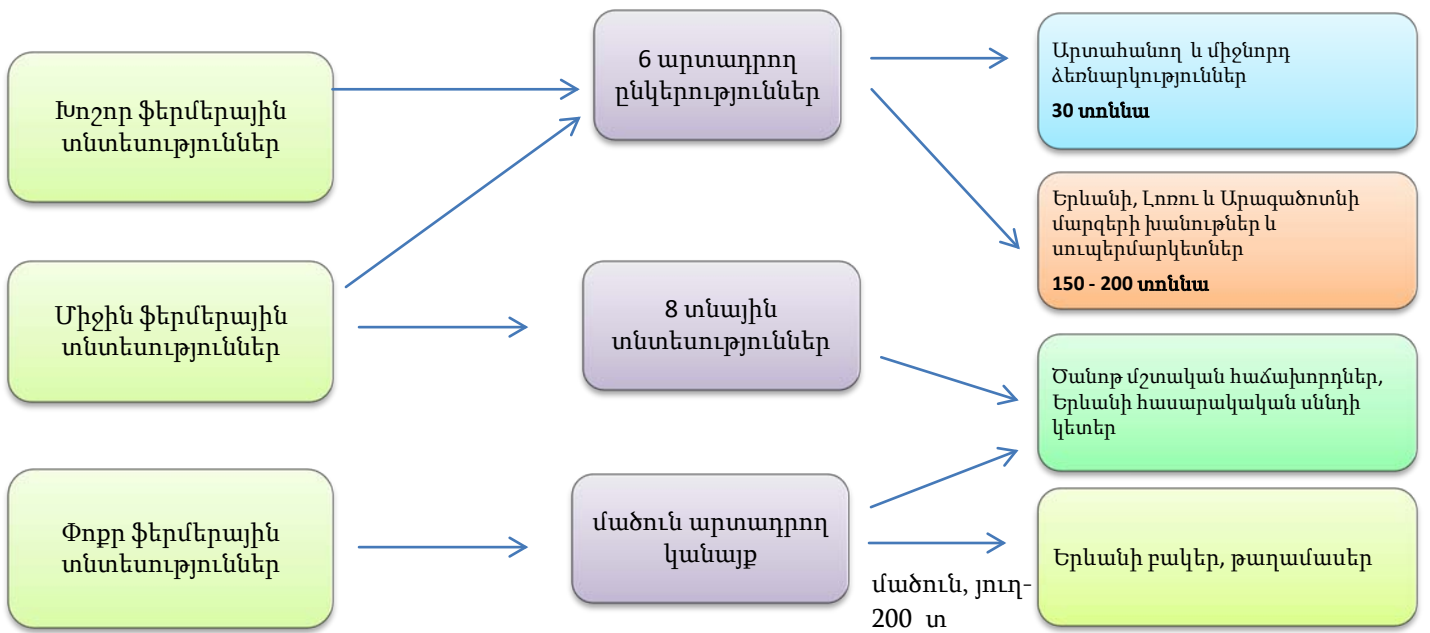 Խոշոր ֆերմերային
տնտեսություններ
Միջին ֆերմերային
տնտեսություններ
Փոքր ֆերմերային
տնտեսություններ
6 արտադրող
ընկերություններ
8 տնային
տնտեսություններ
մածուն արտադրող
կանայք
մածուն, յուղ-
200 տ
Արտահանող և միջնորդ
ձեռնարկություններ
30 տոննա
Երևանի, Լոռու և Արագածոտնի
մարզերի խանութներ և
սուպերմարկետներ
150 - 200 տոննա
Ծանոթ մշտական հաճախորդներ,
Երևանի հասարակական սննդի
կետեր
Երևանի բակեր, թաղամասեր